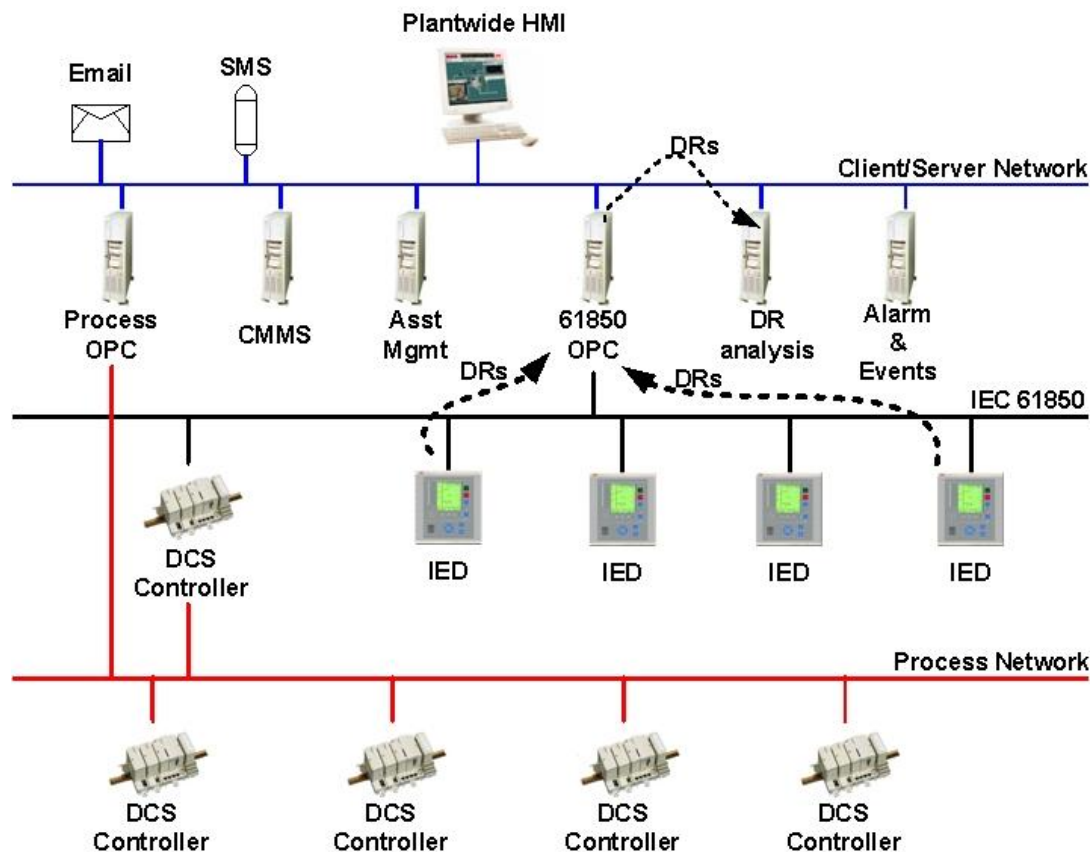 Plantwide HMI
Email
SMS
DRs
Client/Server Network
Process
OPC
CMMS
Asst
Mgmt
61850
OPC
DR
analysis
Alarm
&
Events
DRs
DRs
IEC 61850
DCS
Controller
IED
IED
IED
IED
Process Network
DCS
Controller
DCS
Controller
DCS
Controller
DCS
Controller